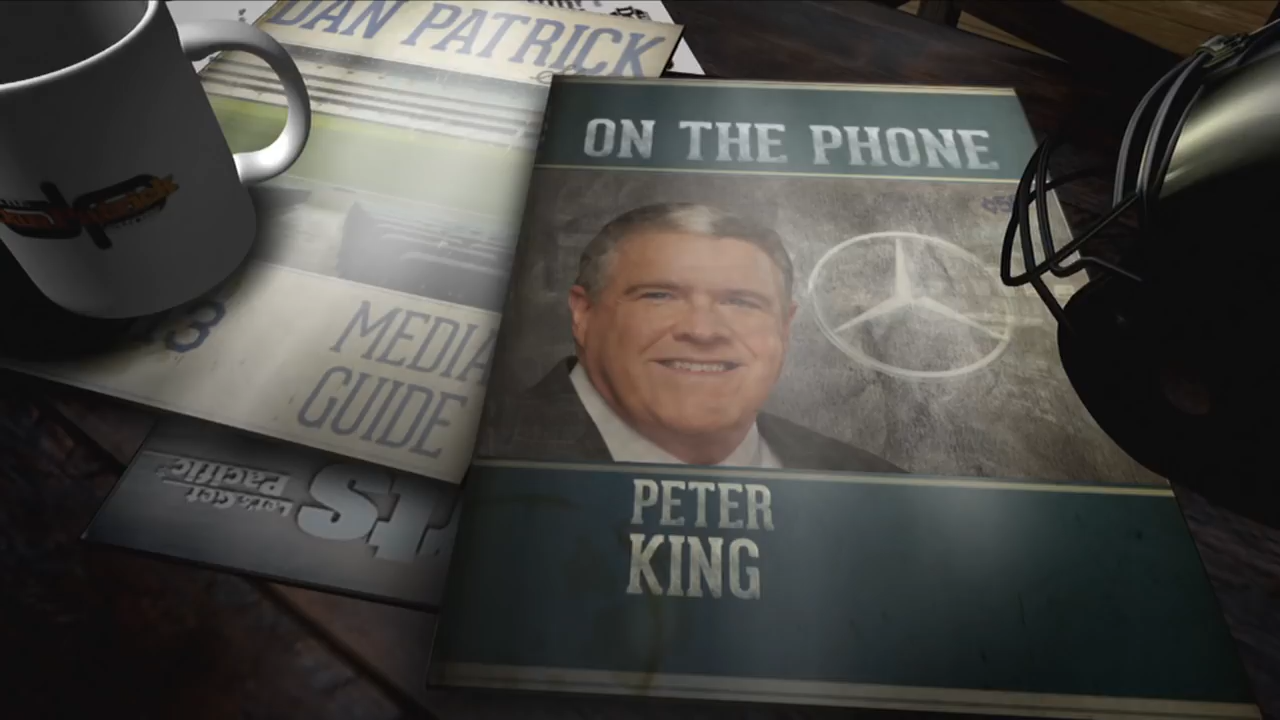 DAN PATRICK
ON THE PHONE
MEDIA
GUIDE
PETER
KING